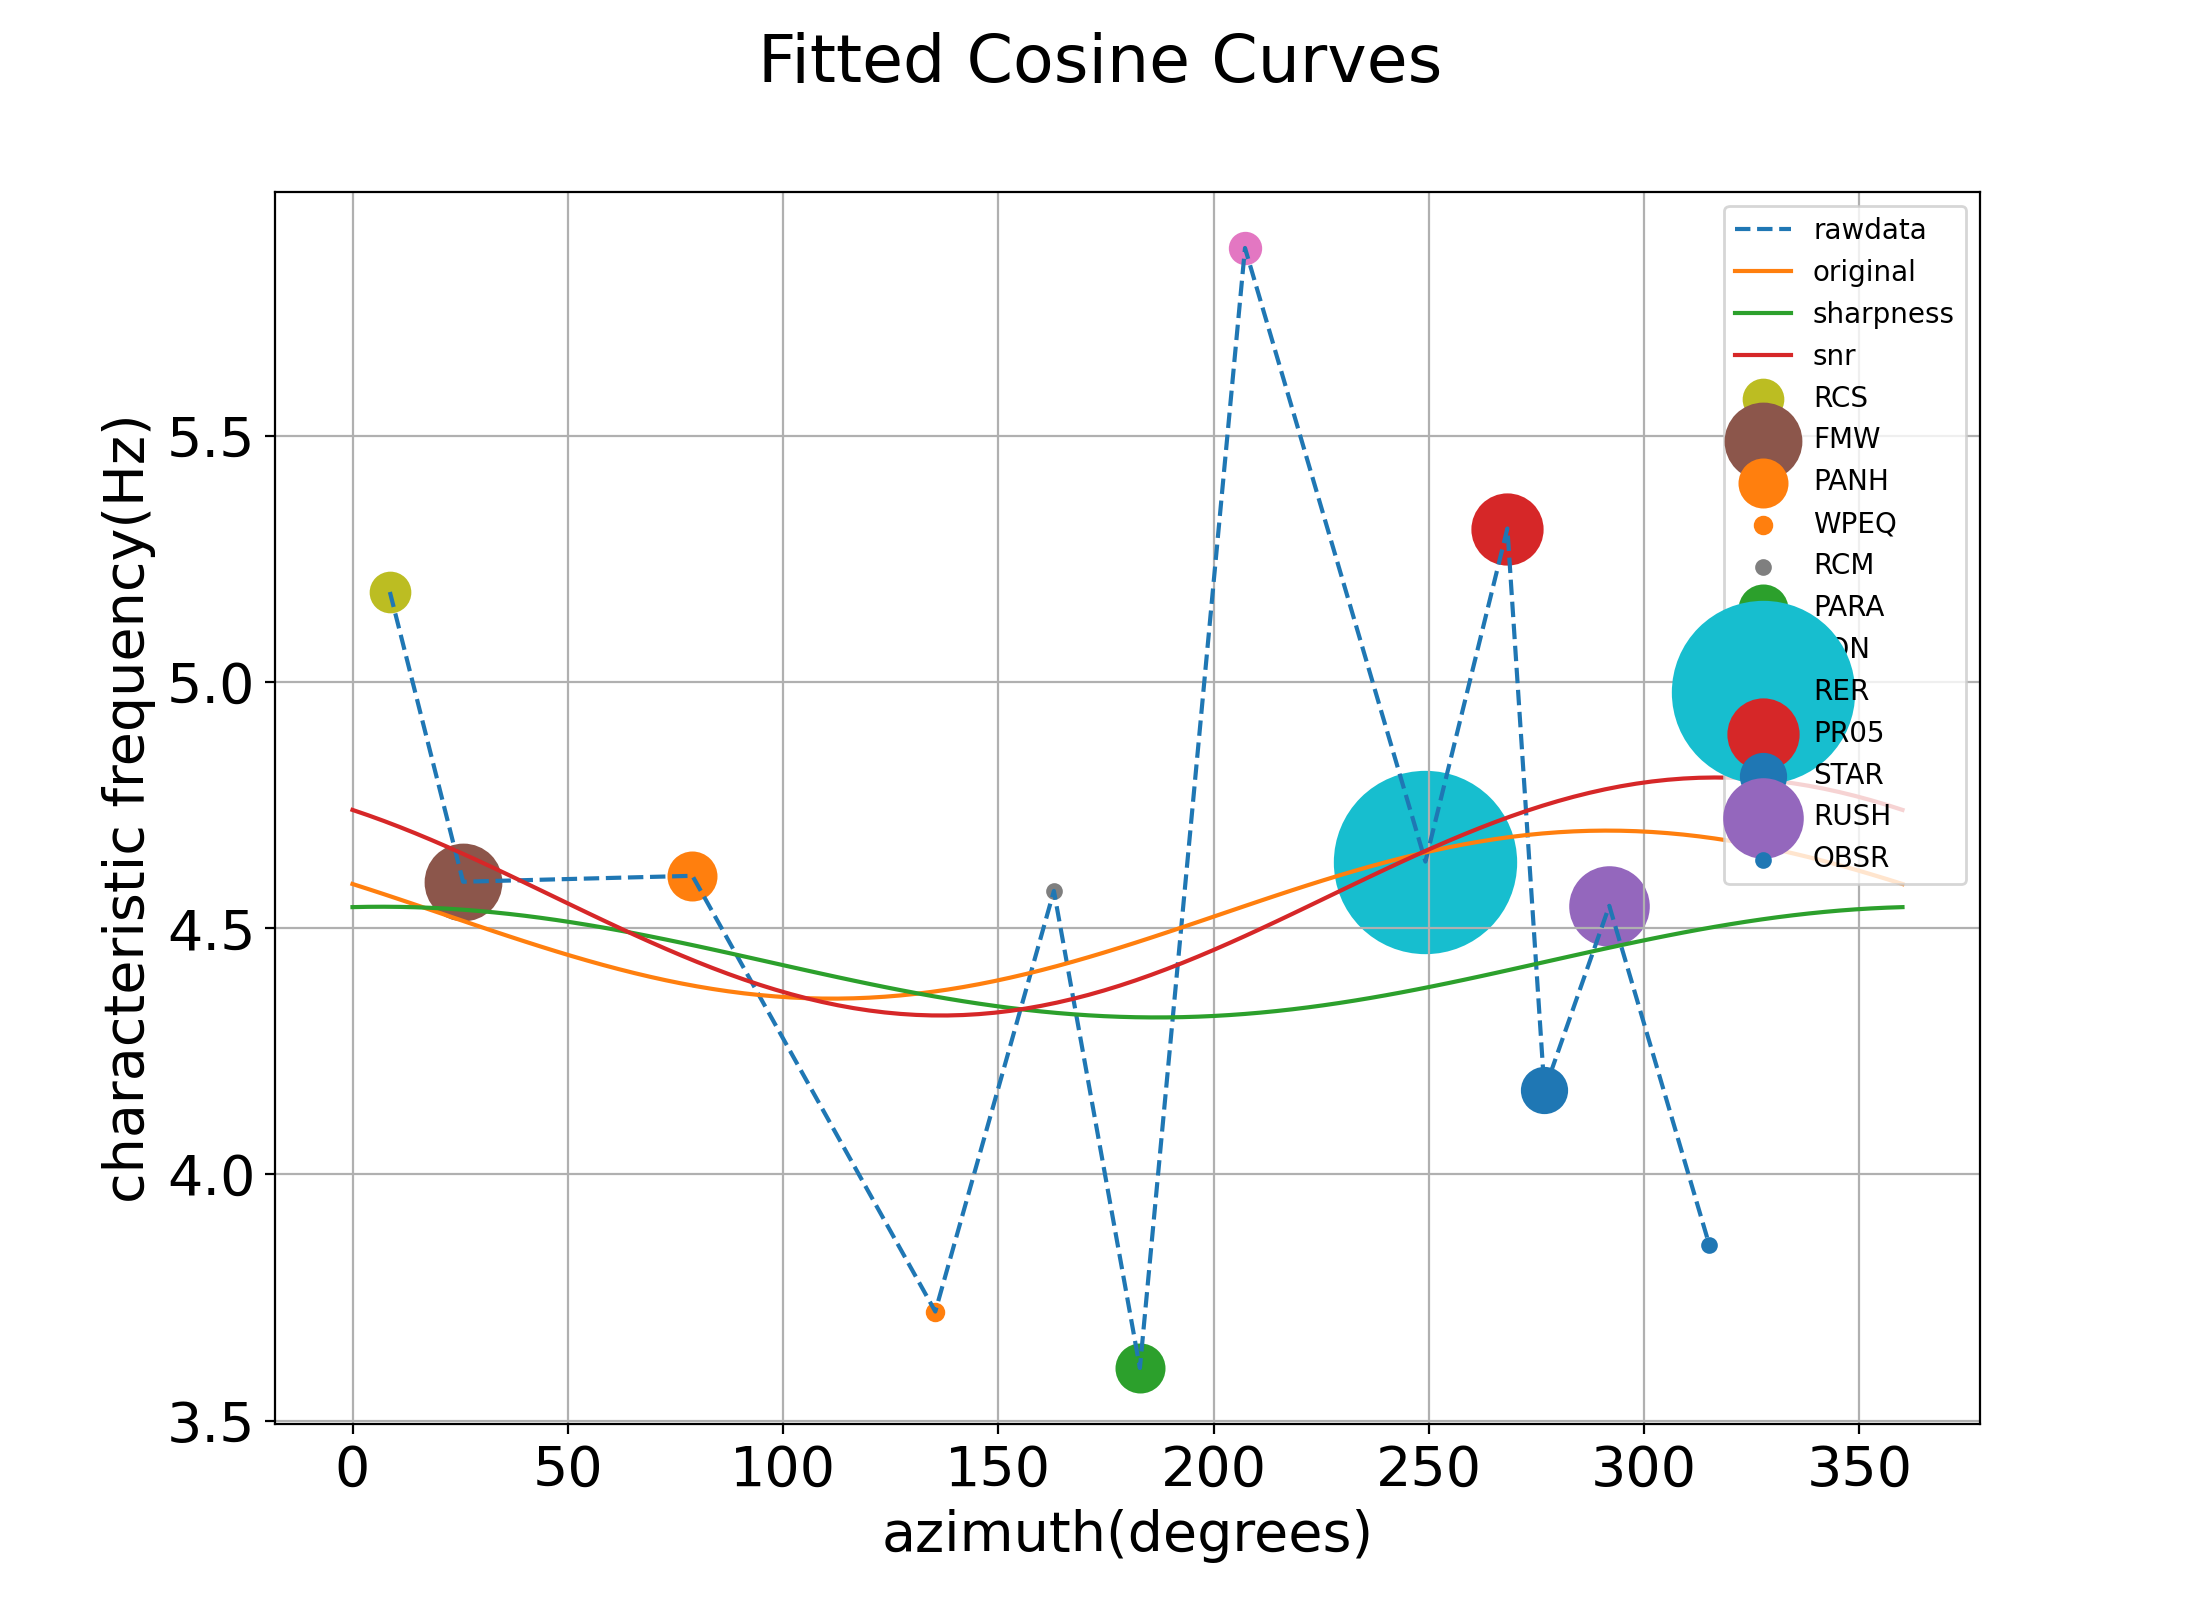 Fitted Cosine Curves
characteristic frequency(Hz)
5.5
5.0
4.5
4.0
3.5
0 50 100 150 200 250 300 350
azimuth(degrees)
rawdata
original
sharpness
snr
RCS
FMW
PANH
WPEQ
RCM
PARA
RER
PR05
STAR
RUSH
OBSR